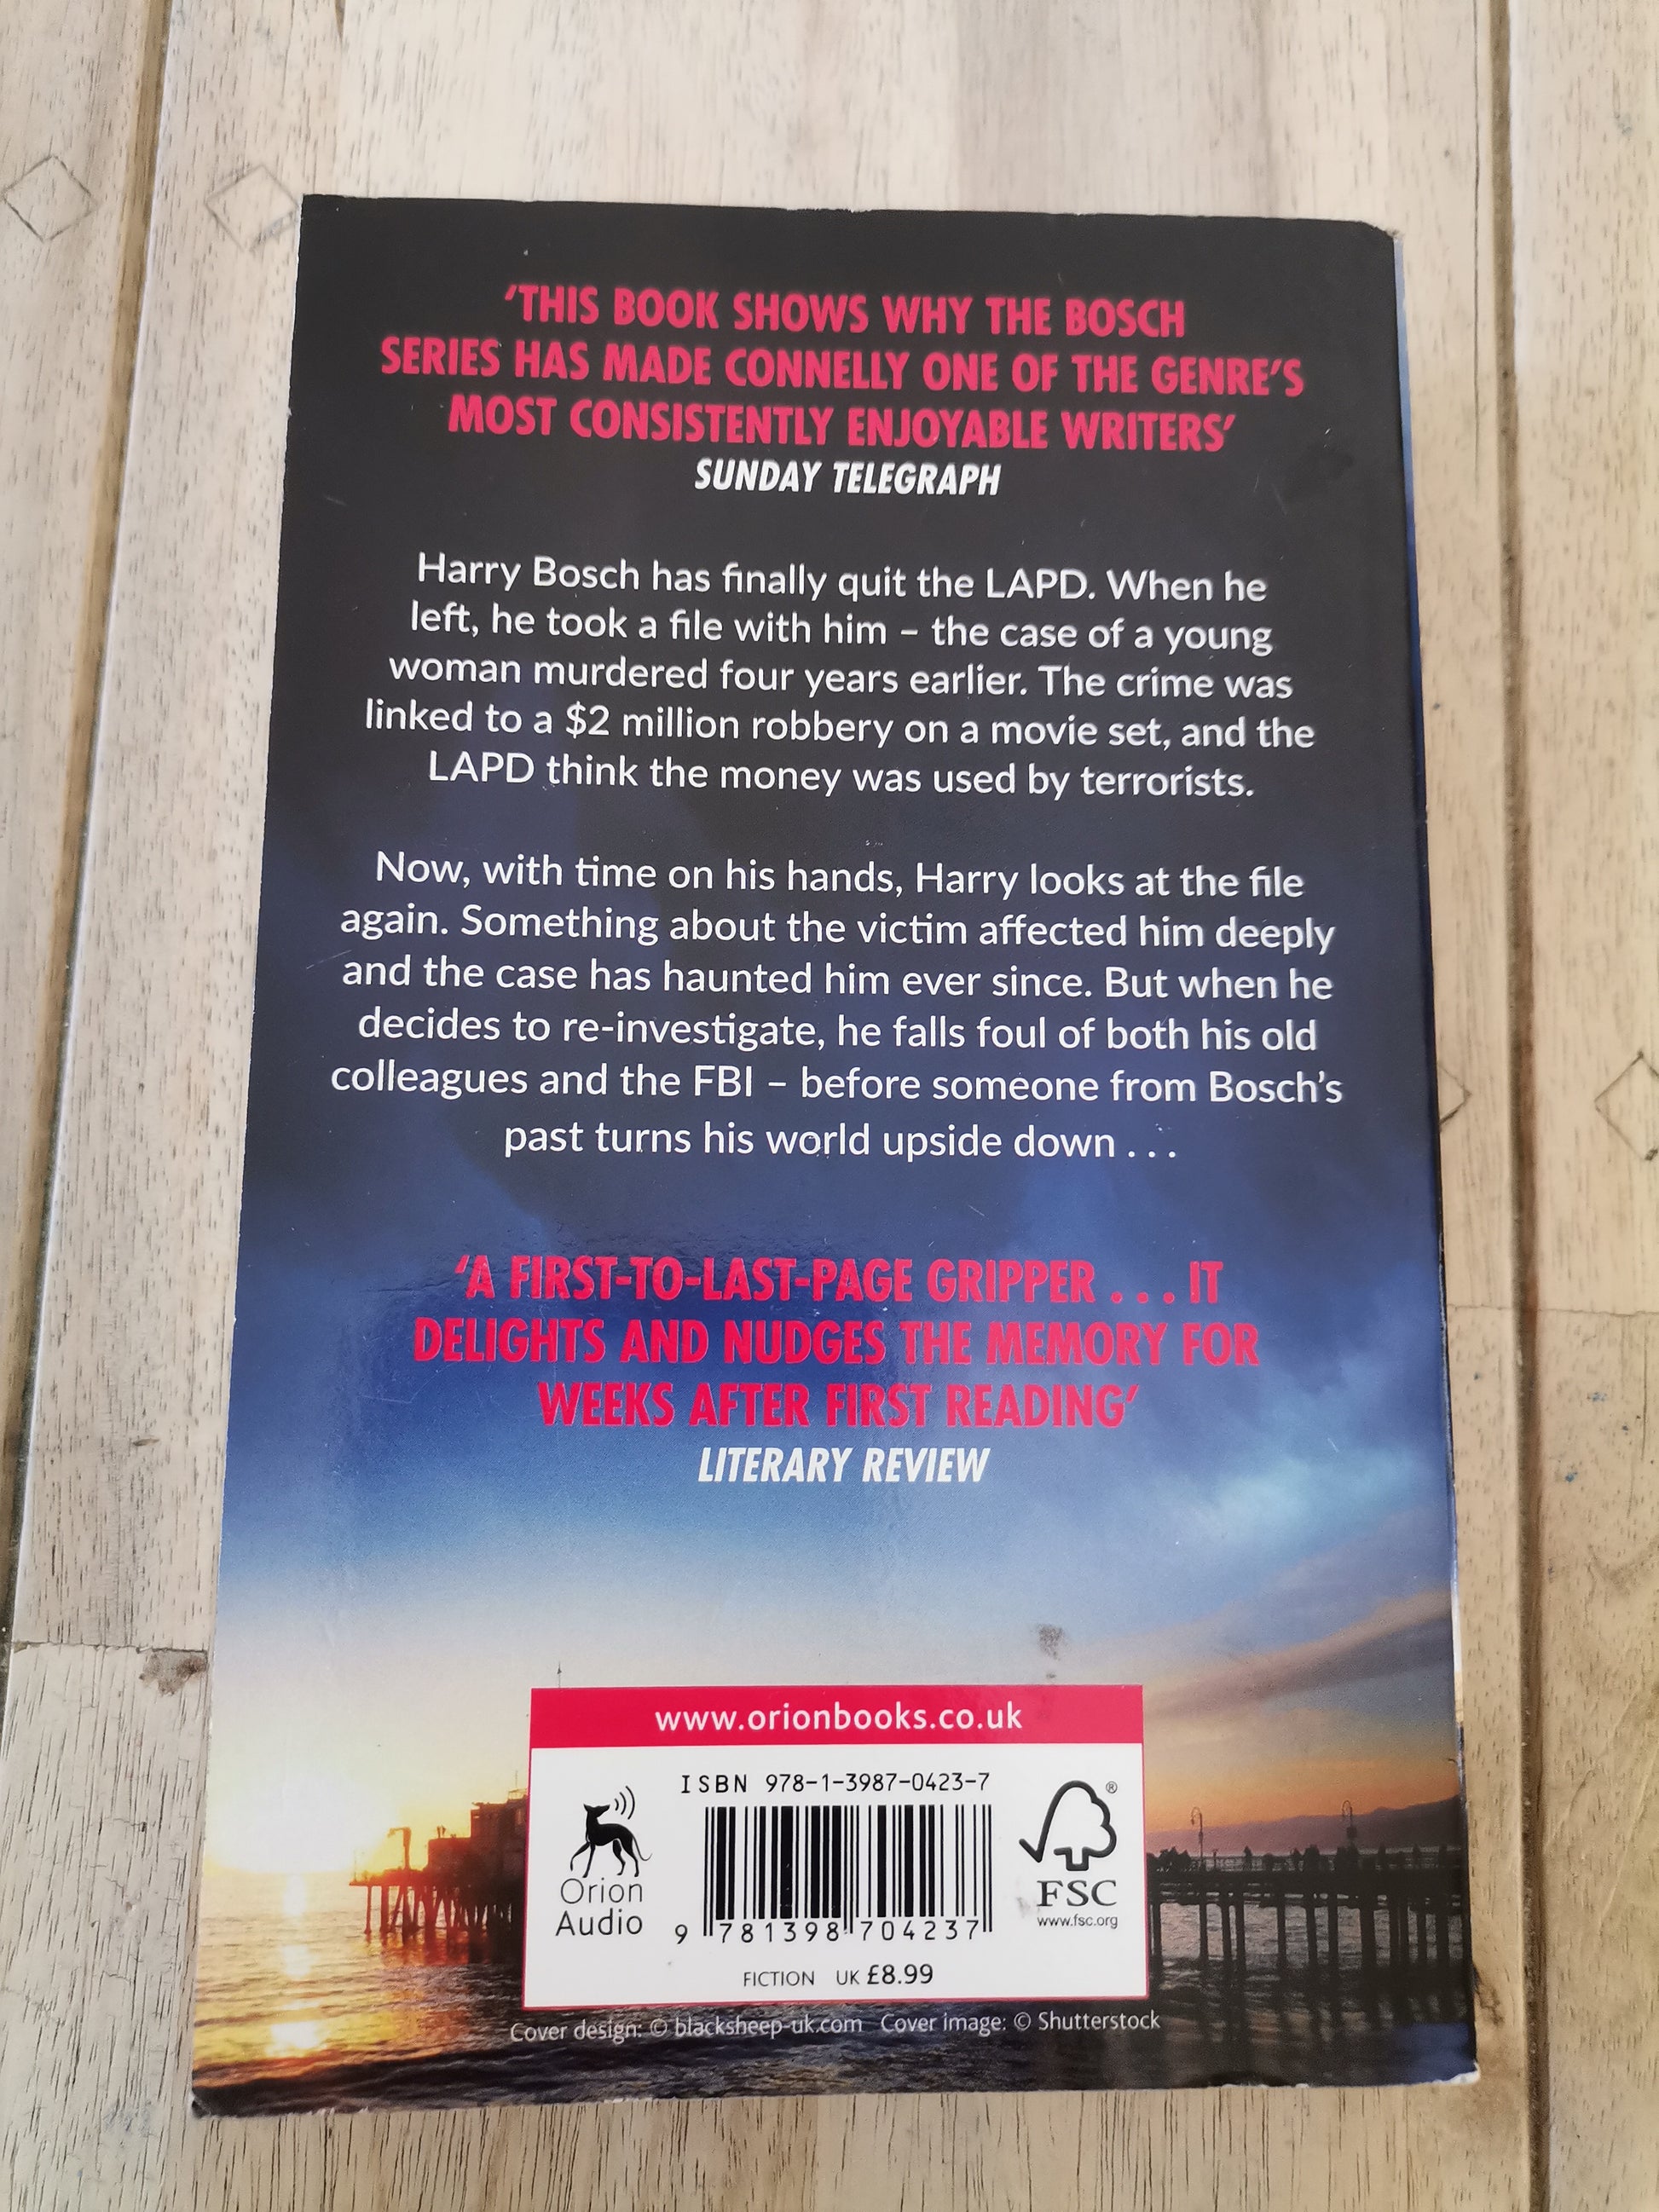 ‘THIS BOOK SHOWS WHY THE BOSCH
SERIES HAS MADE CONNELLY ONE OF THE GENRE’S
MOST CONSISTENTLY ENJOYABLE WRITERS’
SUNDAY TELEGRAPH
Harry Bosch has finally quit the LAPD. When he
left, he took a file with him – the case of a young
woman murdered four years earlier. The crime was
linked to a $2 million robbery on a movie set, and the
LAPD think the money was used by terrorists.
Now, with time on his hands, Harry looks at the file
again. Something about the victim affected him deeply
and the case has haunted him ever since. But when he
decides to re-investigate, he falls foul of both his old
colleagues and the FBI – before someone from Bosch’s
past turns his world upside down . . .
‘A FIRST-TO-LAST-PAGE GRIPPER . . . IT
DELIGHTS AND NUDGES THE MEMORY FOR
WEEKS AFTER FIRST READING’
LITERARY REVIEW
www.orionbooks.co.uk
ISBN 978-1-3987-0423-7
Orion
Audio
9 781398 704237
®
FSC
www.fsc.org
FICTION UK £8.99
Cover design: © blacksheep-uk.com Cover image: © Shutterstock